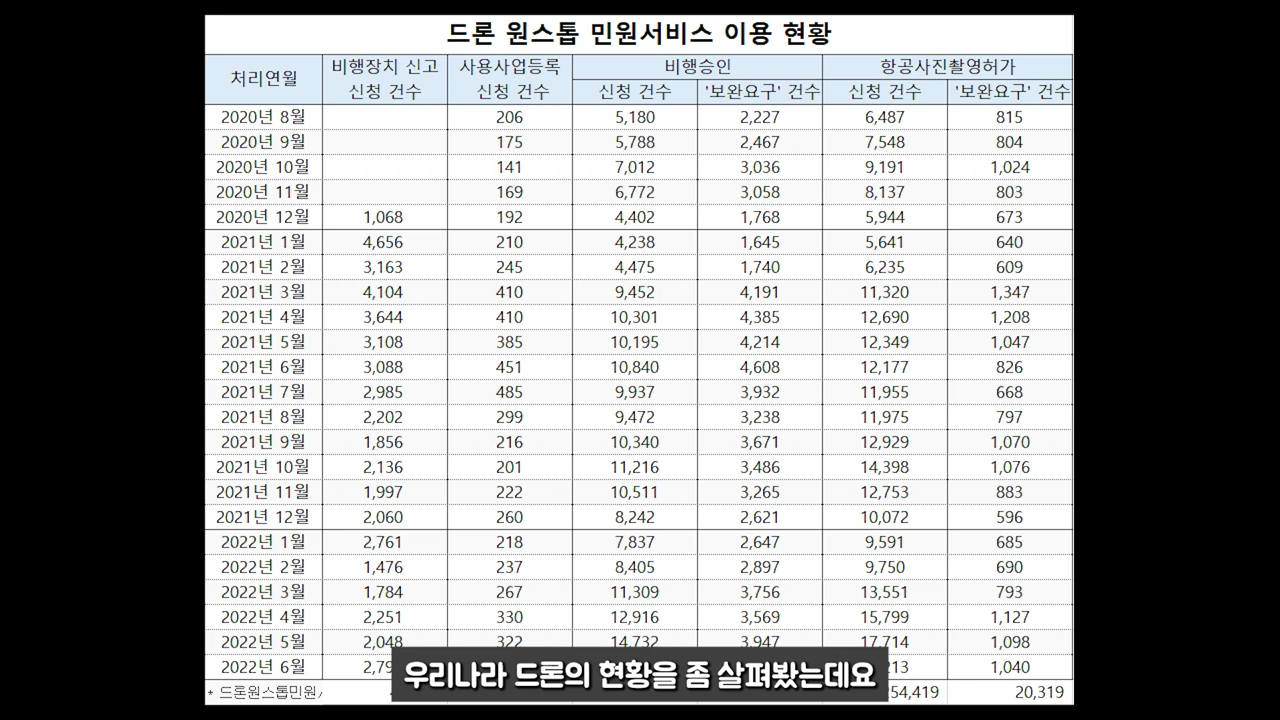 드론 원스톱 민원서비스 이용 현황
처리연월 비행장치 신고 사용사업등록 비행승인 항공사진촬영허가
신청 건수 신청 건수 신청 건수 '보완요구' 건수 신청 건수 '보완요구' 건수
2020년 8월 206 5,180 2,227 6,487 815
2020년 9월 175 5,788 2,467 7,548 804
2020년 10월 141 7,012 3,036 9,191 1,024
2020년 11월 169 6,772 3,058 8,137 803
2020년 12월 1,068 192 4,402 1,768 5,944 673
2021년 1월 4,656 210 4,238 1,645 5,641 640
2021년 2월 3,163 245 4,475 1,740 6,235 609
2021년 3월 4,104 410 9,452 4,191 11,320 1,347
2021년 4월 3,644 410 10,301 4,385 12,690 1,208
2021년 5월 3,108 385 10,195 4,214 12,349 1,047
2021년 6월 3,088 451 10,840 4,608 12,177 826
2021년 7월 2,985 485 9,937 3,932 11,955 668
2021년 8월 2,202 299 9,472 3,238 11,975 797
2021년 9월 1,856 216 10,340 3,671 12,929 1,070
2021년 10월 2,136 201 11,216 3,486 14,398 1,076
2021년 11월 1,997 222 10,511 3,265 12,753 883
2021년 12월 2,060 260 8,242 2,621 10,072 596
2022년 1월 2,761 218 7,837 2,647 9,591 685
2022년 2월 1,476 237 8,405 2,897 9,750 690
2022년 3월 1,784 267 11,309 3,756 13,551 793
2022년 4월 2,251 330 12,916 3,569 15,799 1,127
2022년 5월 2,048 322 14,732 3,947 17,714 1,098
2022년 6월 1,040
우리나라 드론의 현황을 좀 살펴봤는데요
* 드론원스톱민원 20,319